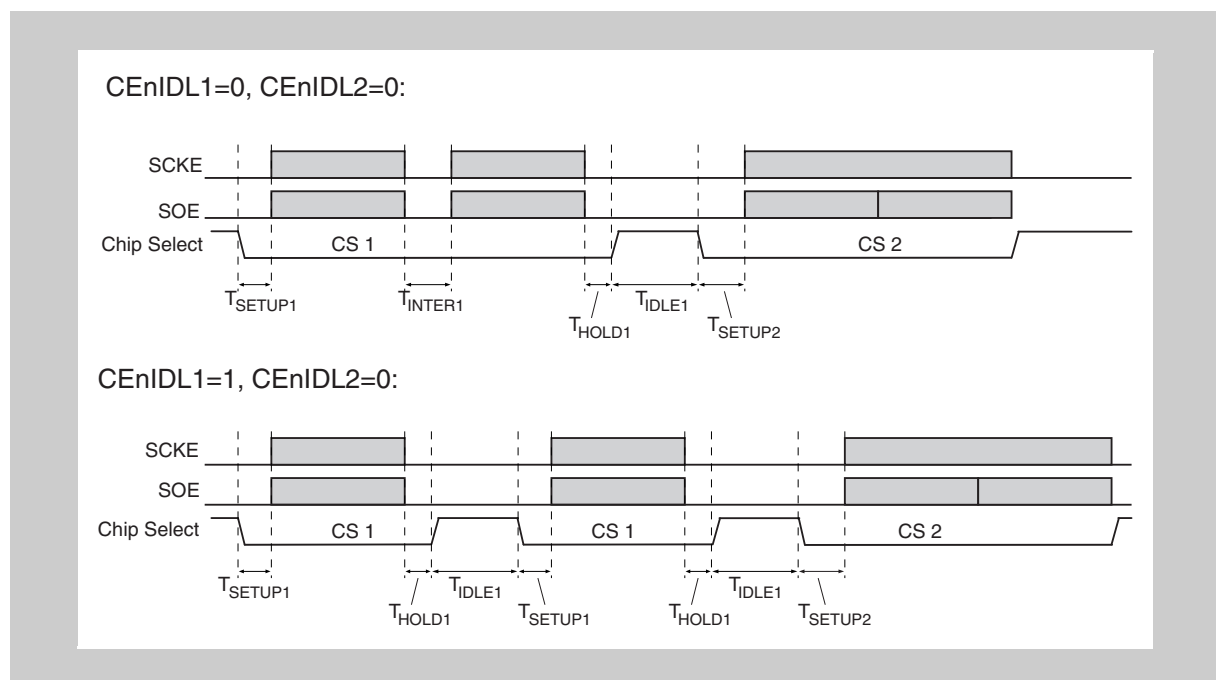 CEnIDL1=0, CEnIDL2=0:
SCKE
SOE
Chip Select CS 1 CS 2
TSETUP1 TINTER1 THOLD1 TIDLE1 TSETUP2
CEnIDL1=1, CEnIDL2=0:
SCKE
SOE
Chip Select CS 1 CS 1 CS 2
TSETUP1 THOLD1 TIDLE1 TSETUP1 THOLD1 TIDLE1 TSETUP2